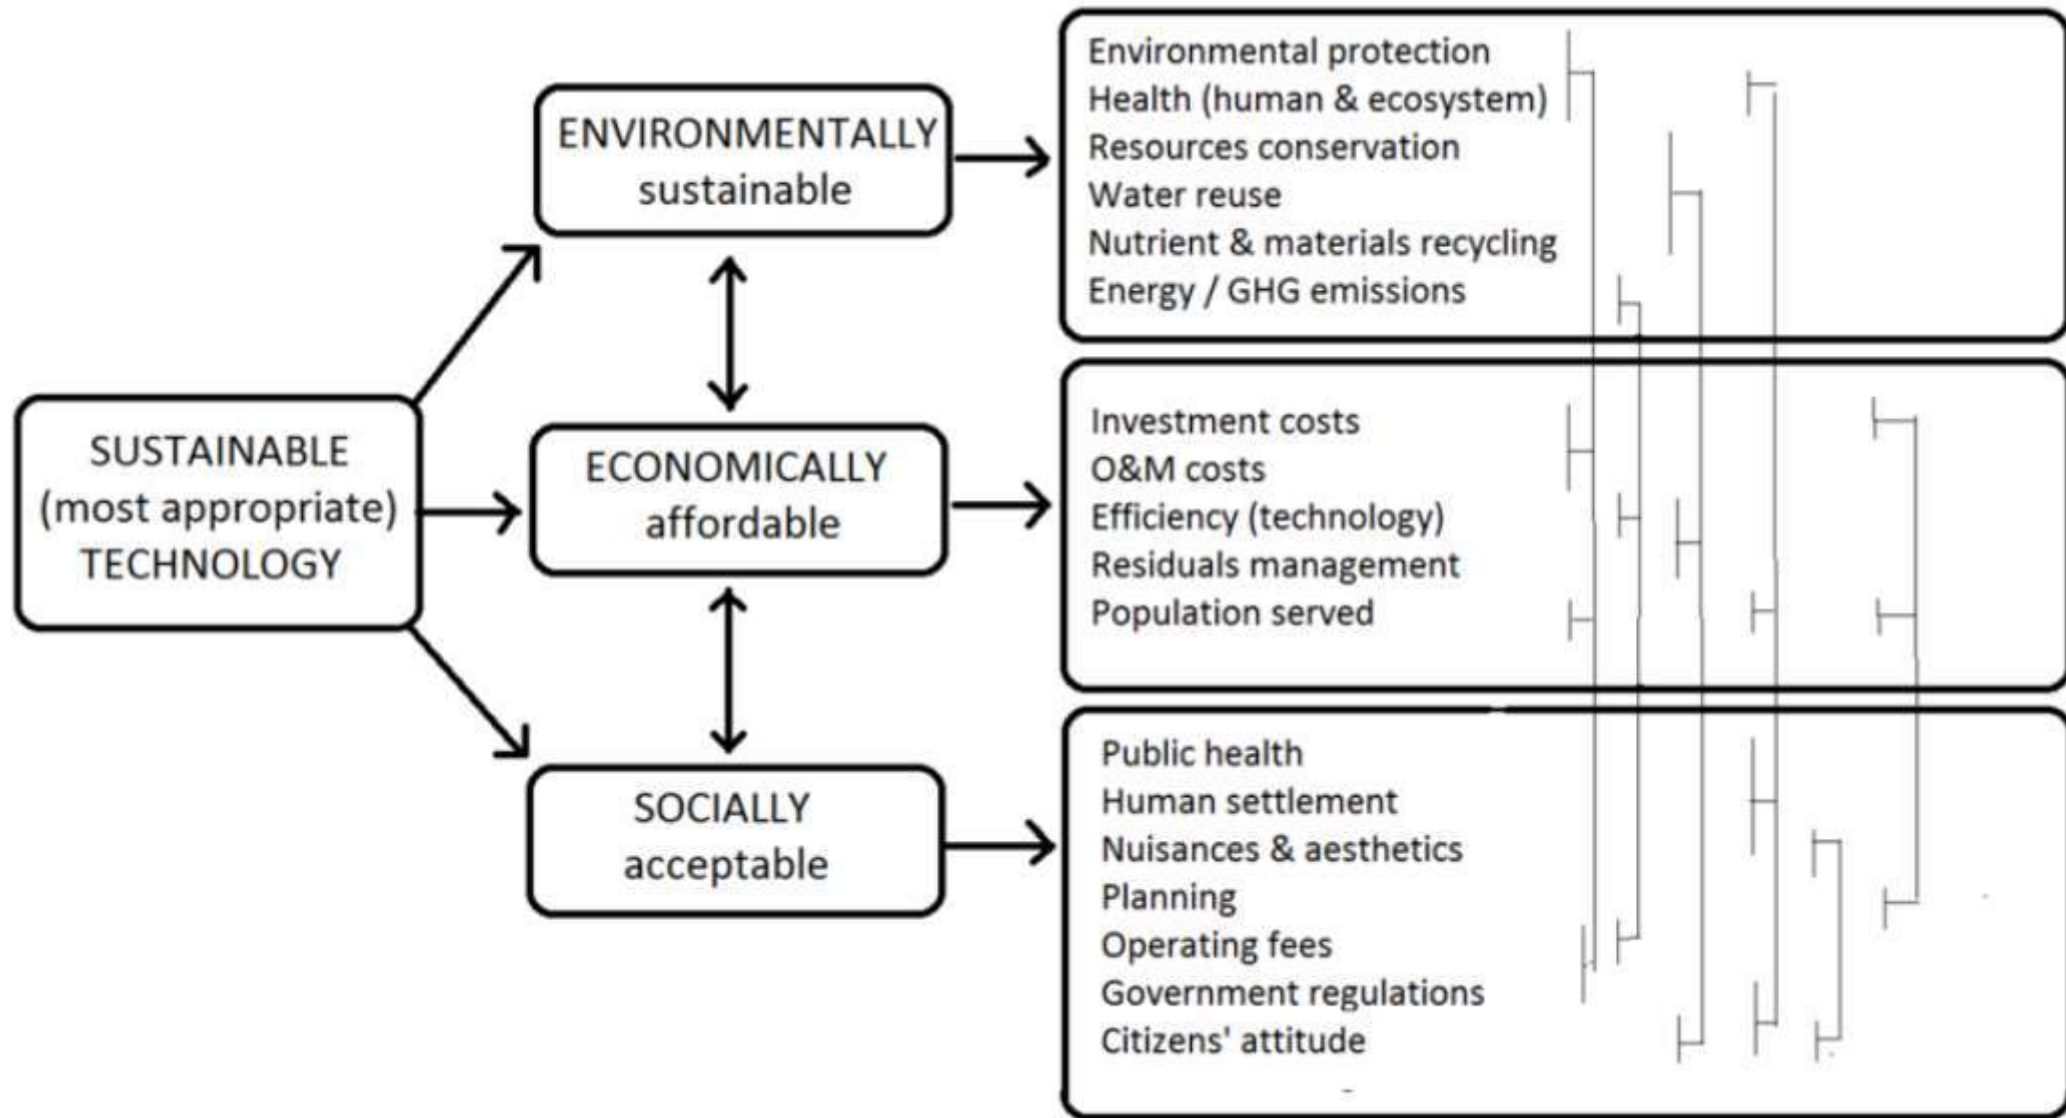 SUSTAINABLE
(most appropriate)
TECHNOLOGY
ENVIRONMENTALLY
sustainable
ECONOMICALLY
affordable
SOCIALLY
acceptable
Environmental protection
Health (human & ecosystem)
Resources conservation
Water reuse
Nutrient & materials recycling
Energy / GHG emissions
Investment costs
O&M costs
Efficiency (technology)
Residuals management
Population served
Public health
Human settlement
Nuisances & aesthetics
Planning
Operating fees
Government regulations
Citizens' attitude